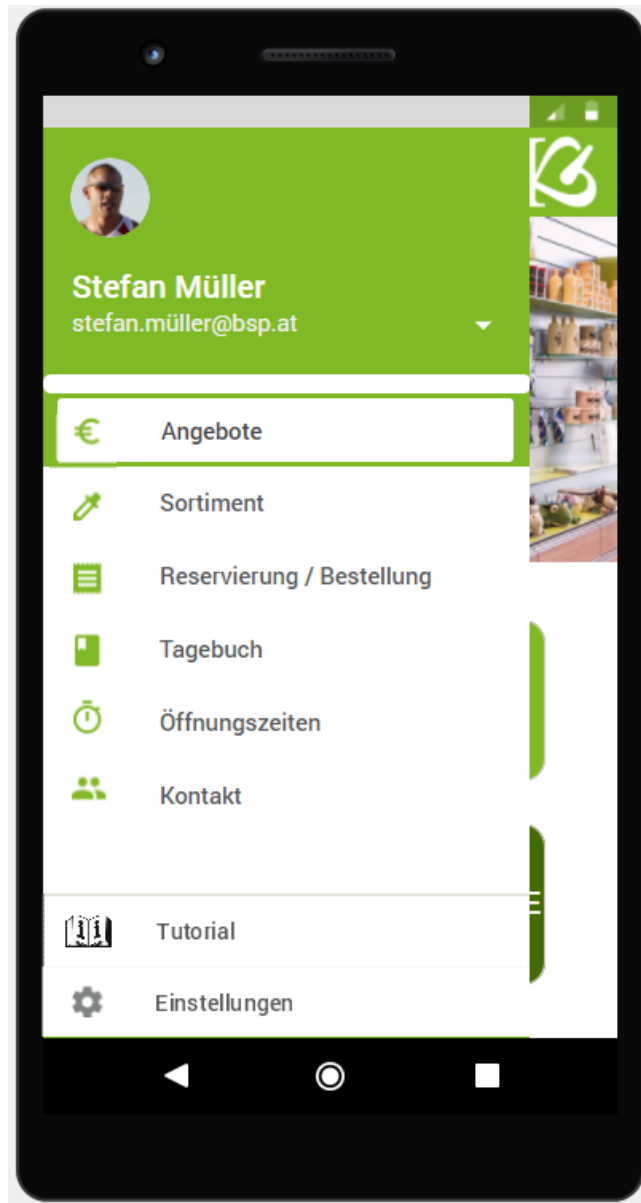 Stefan Müller
stefan.müller@bsp.at
Angebote
Sortiment
Reservierung / Bestellung
Tagebuch
Öffnungszeiten
Kontakt
Tutorial
Einstellungen